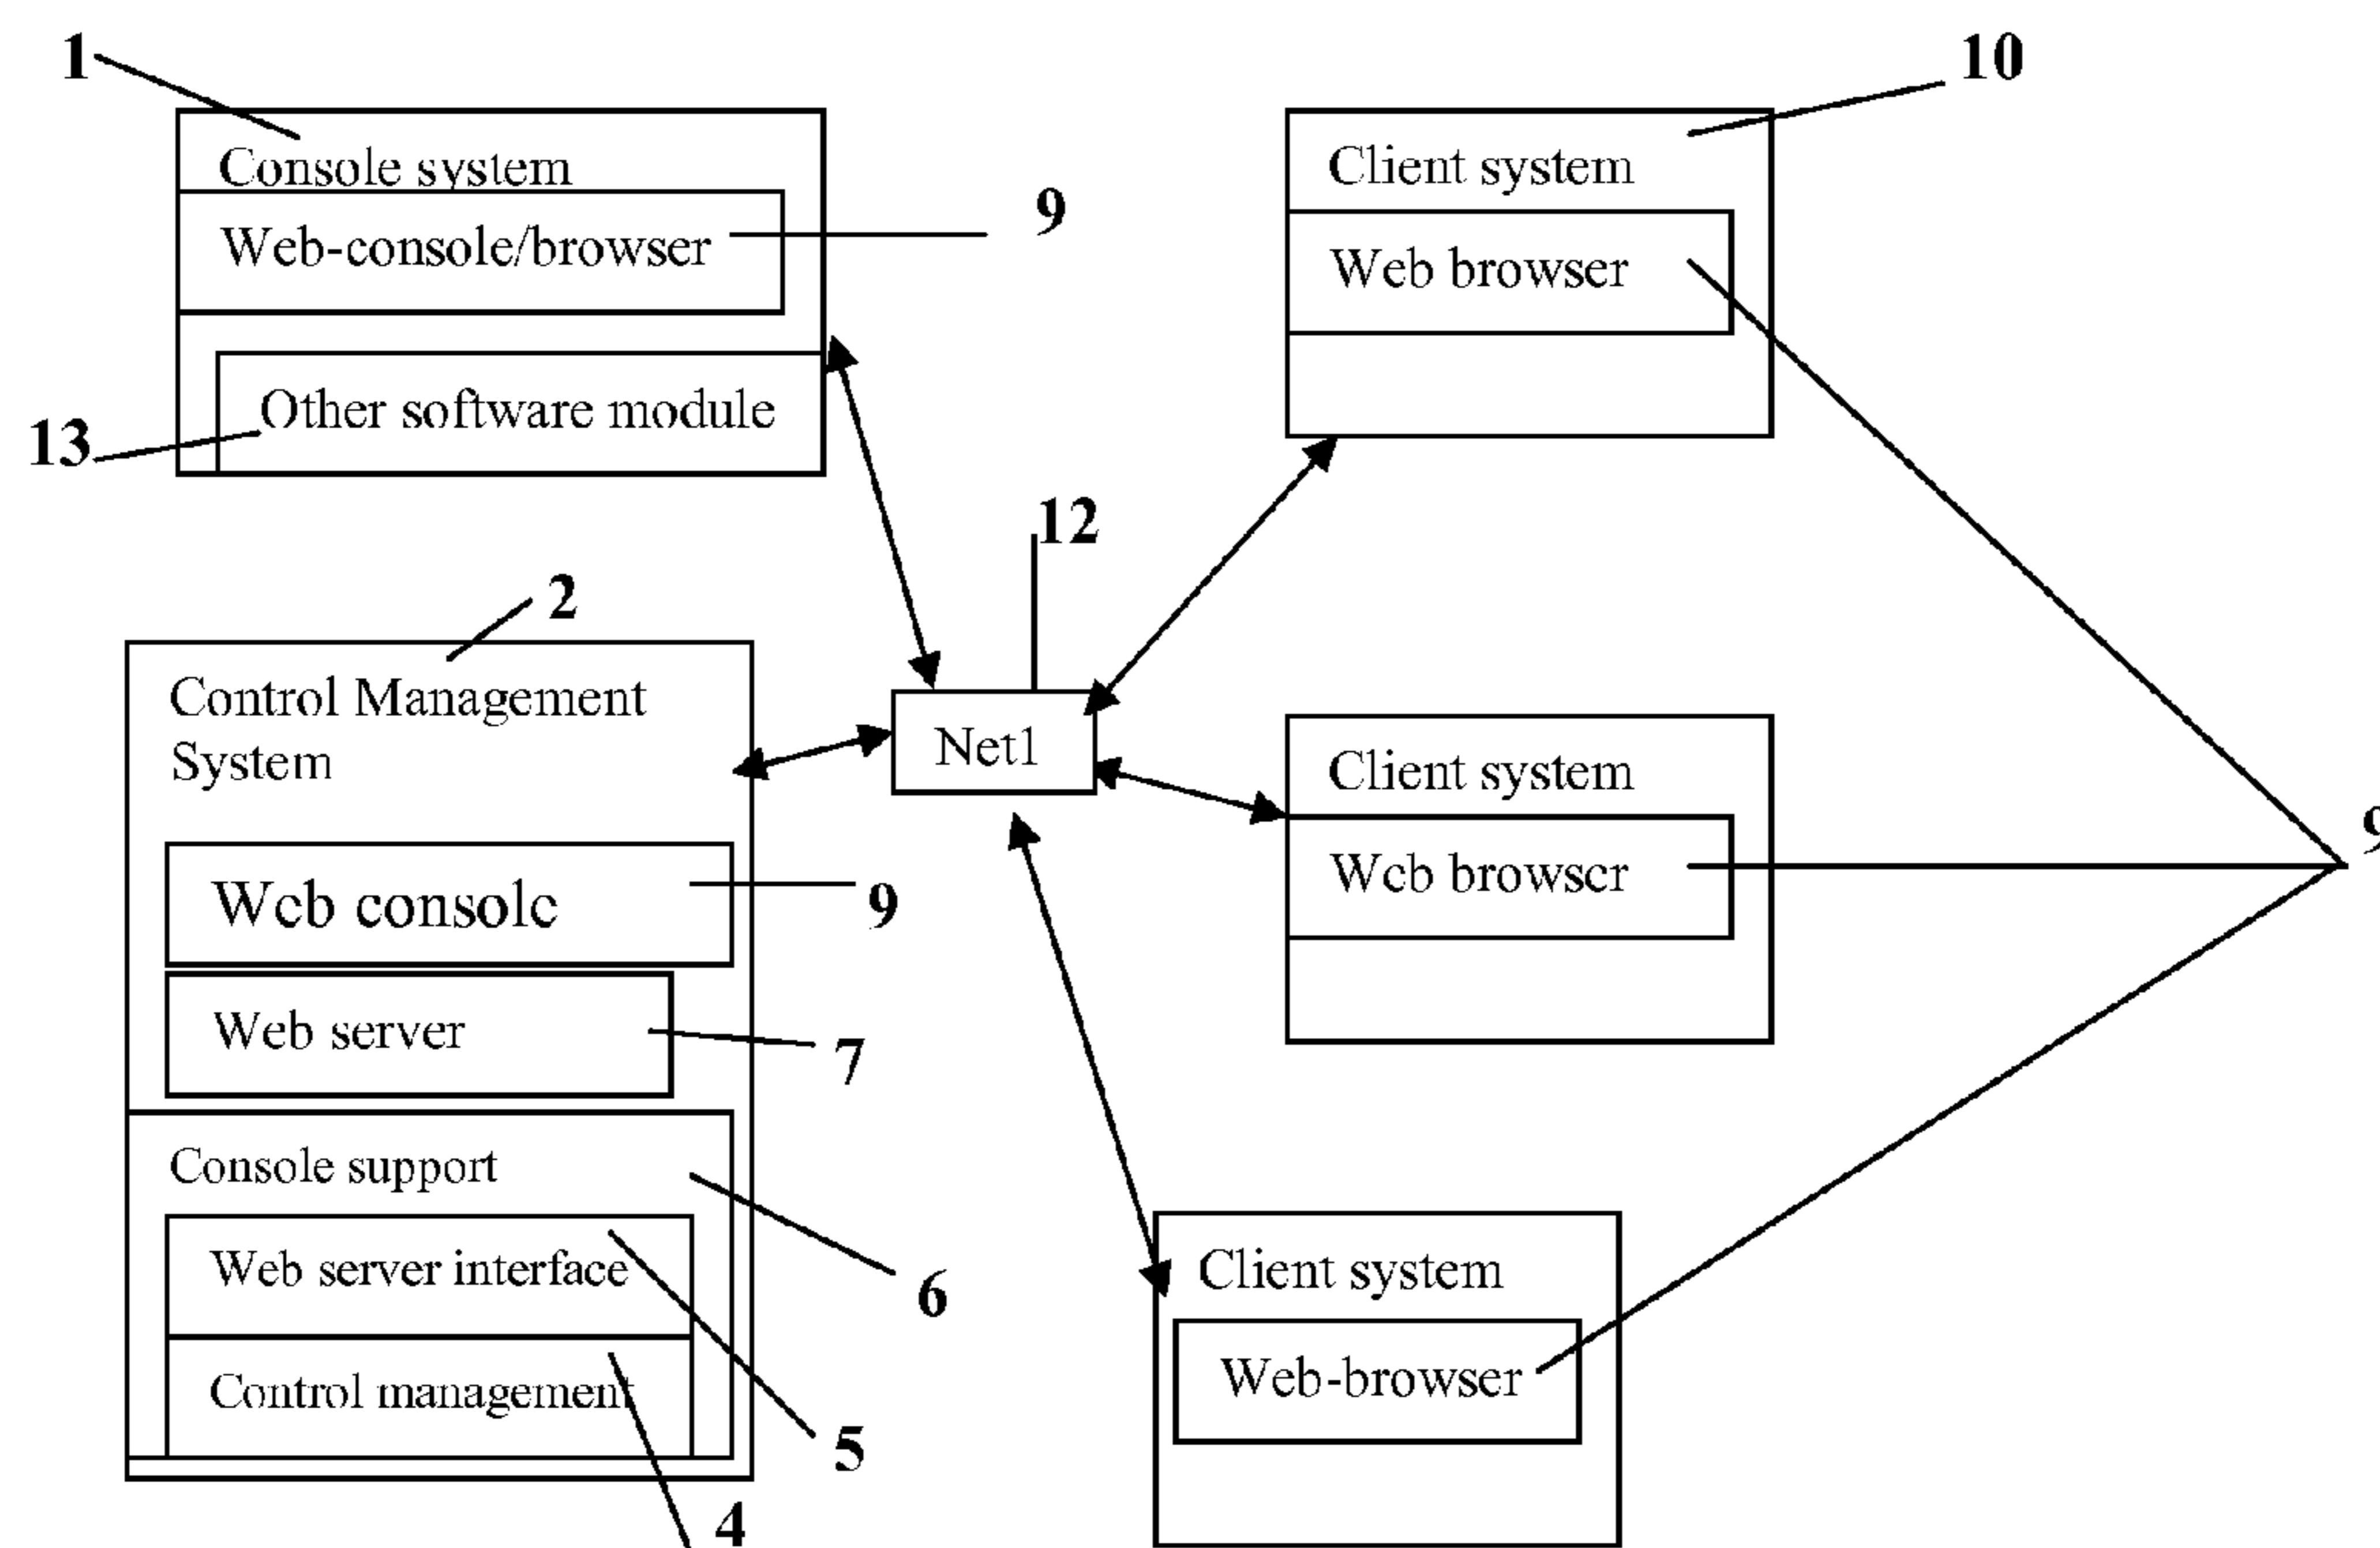 1
Console system
Web-console/browser
9
Other software module
13
10
Client system
Web browser
12
Net1
2
Control Management
System
Web console
9
Web server
7
Console support
6
Web server interface
5
Control management
4
Client system
Web browser
9
Client system
Web-browser